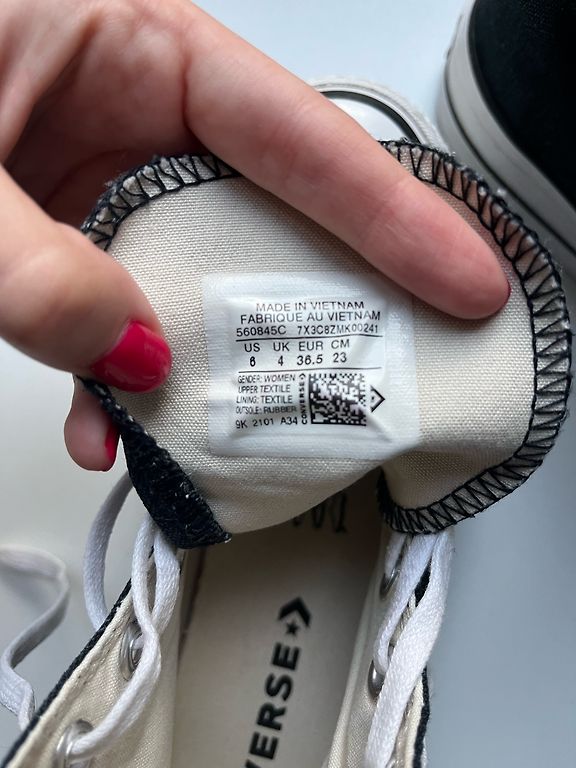 MADE IN VIETNAM
FABRIQUE AU VIETNAM
560845C 7X3C8ZMK00241
US UK EUR CM
6 4 36.5 23
GENDER: WOMEN
UPPER TEXTILE
LINING: TEXTILE
OUTSOLE: RUBBER
9K 2101 A34
CONVERSE
VERSE